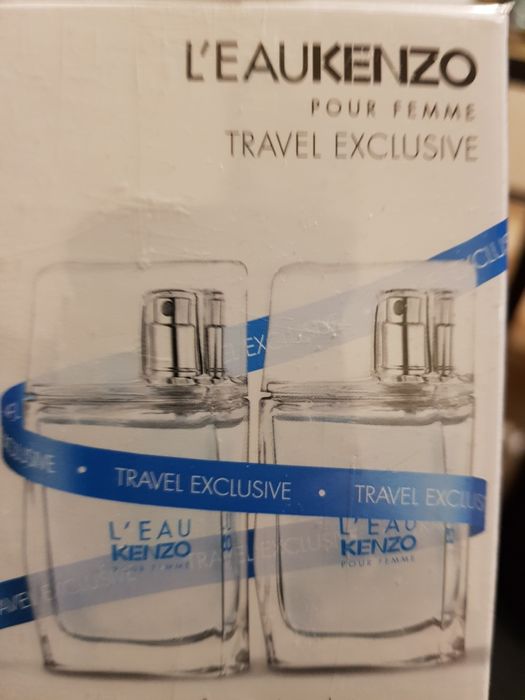 L'EAUKENZO
POUR FEMME
TRAVEL EXCLUSIVE
TRAVEL EXCLUSIVE • TRAVEL EXCLUS
L'EAU
KENZO
POUR FEMME
L'EAU
KENZO
POUR FEMME